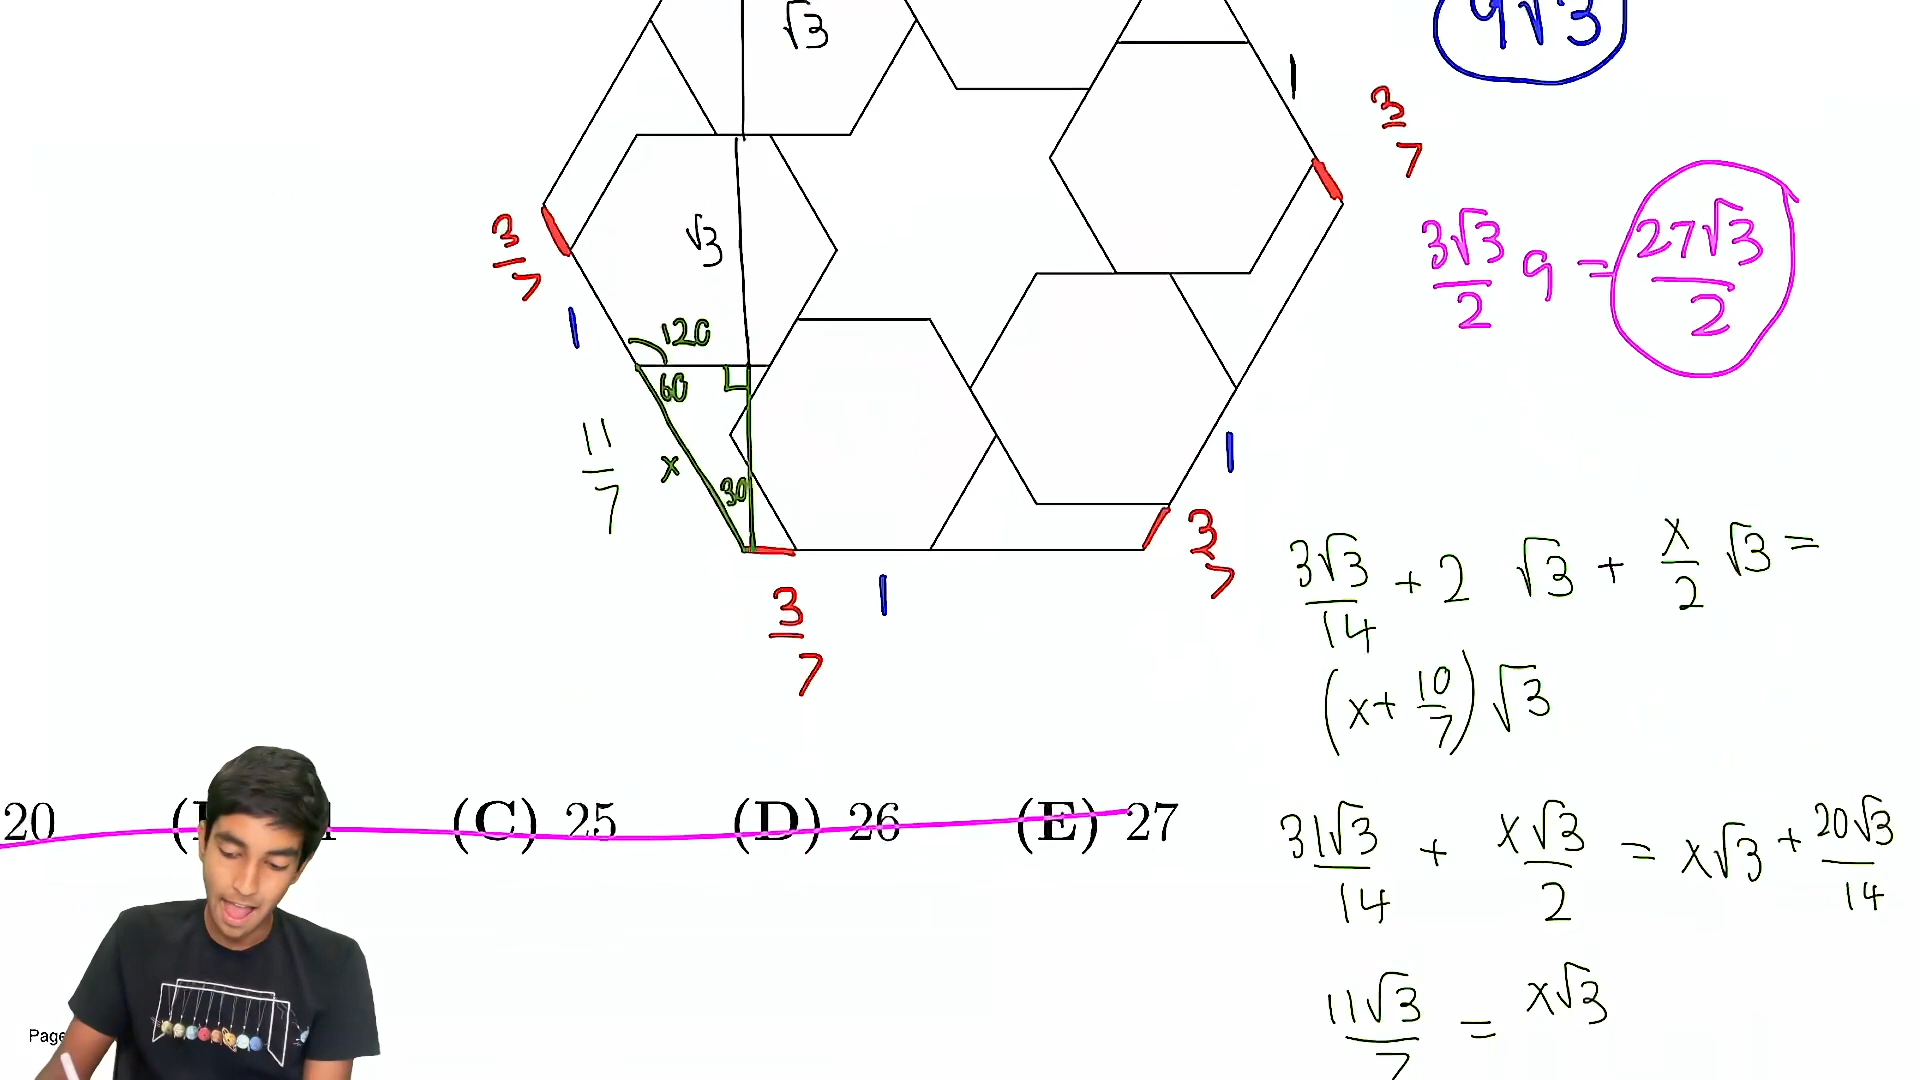 √3
9√3
1
3/7
3/7
√3
3√3/2 9 = 27√3/2
1
120
60
11/7
x
30
1
3/7
3/7
1
3√3/14 + 2 √3 + x/2 √3 =
(x + 10/7) √3
20 (C) 25 (D) 26 (E) 27
31√3/14 + x√3/2 = x√3 + 20√3/14
11√3/7 = x√3
Page